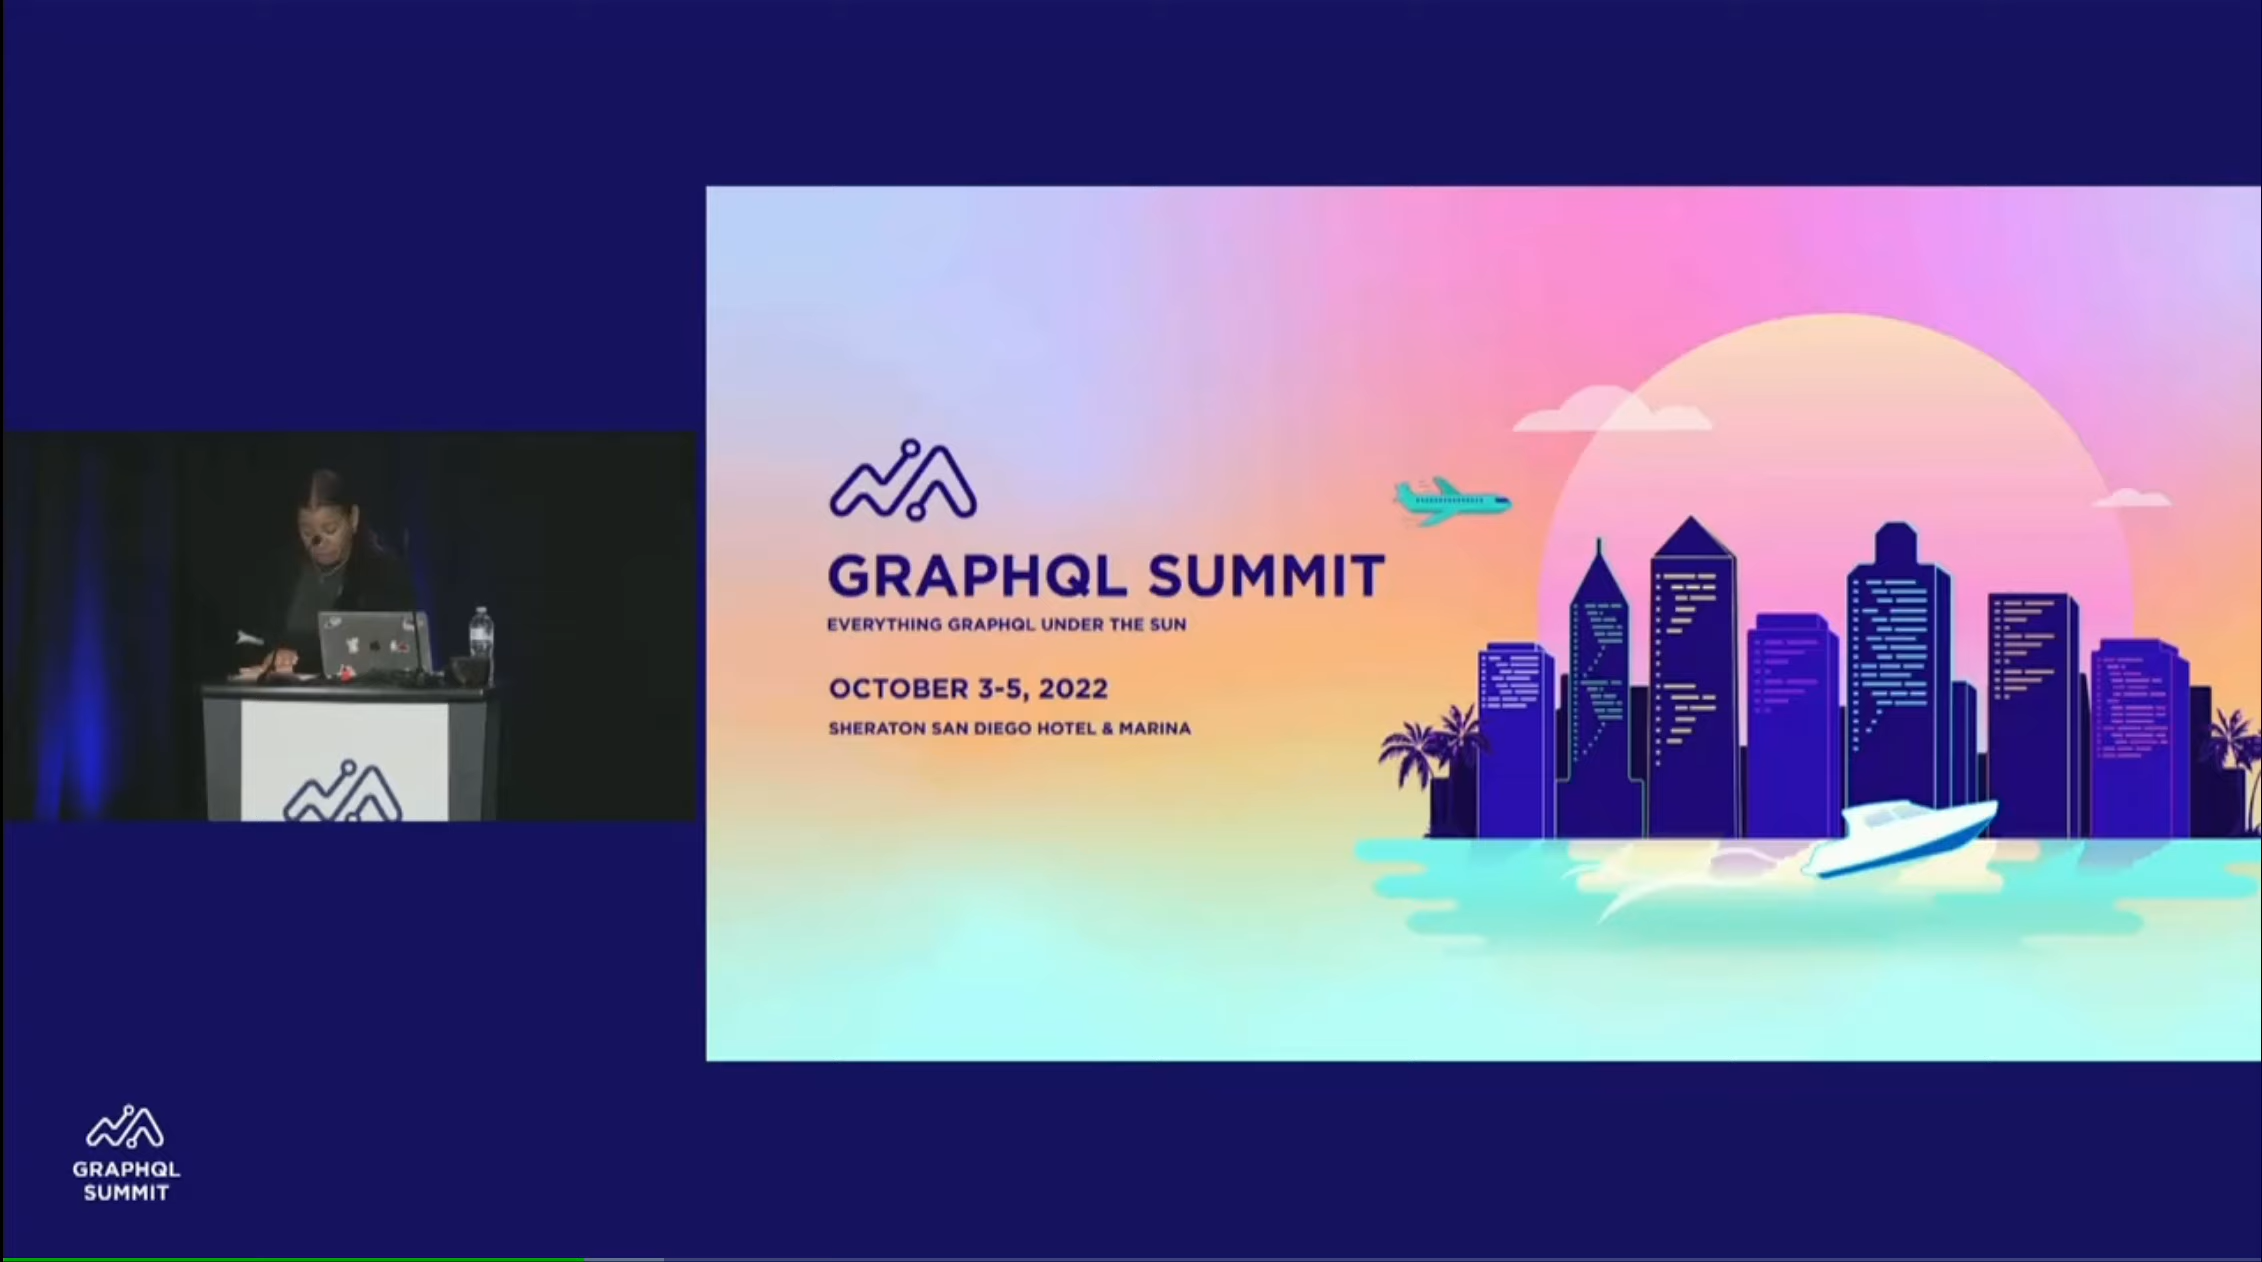 GRAPHQL SUMMIT
EVERYTHING GRAPHQL UNDER THE SUN
OCTOBER 3-5, 2022
SHERATON SAN DIEGO HOTEL & MARINA
GRAPHQL
SUMMIT